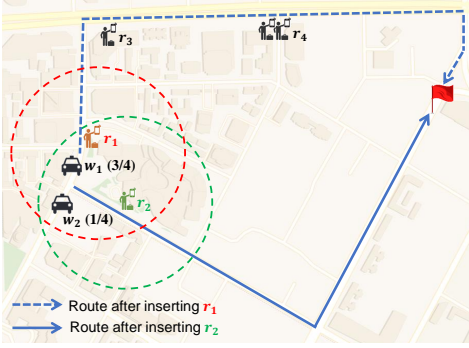 r3
r4
r1
w1 (3/4)
r2
w2 (1/4)
Route after inserting r1
Route after inserting r2